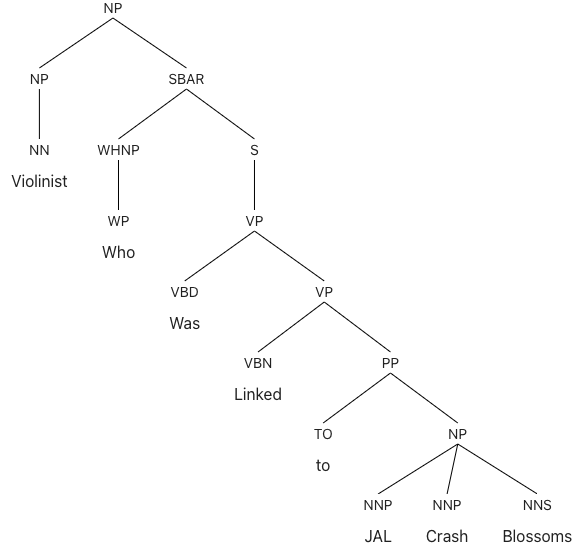 NP
NP SBAR
NN WHNP S
Violinist
WP VP
Who
VBD VP
Was
VBN PP
Linked
TO NP
to
NNP NNP NNS
JAL Crash Blossoms